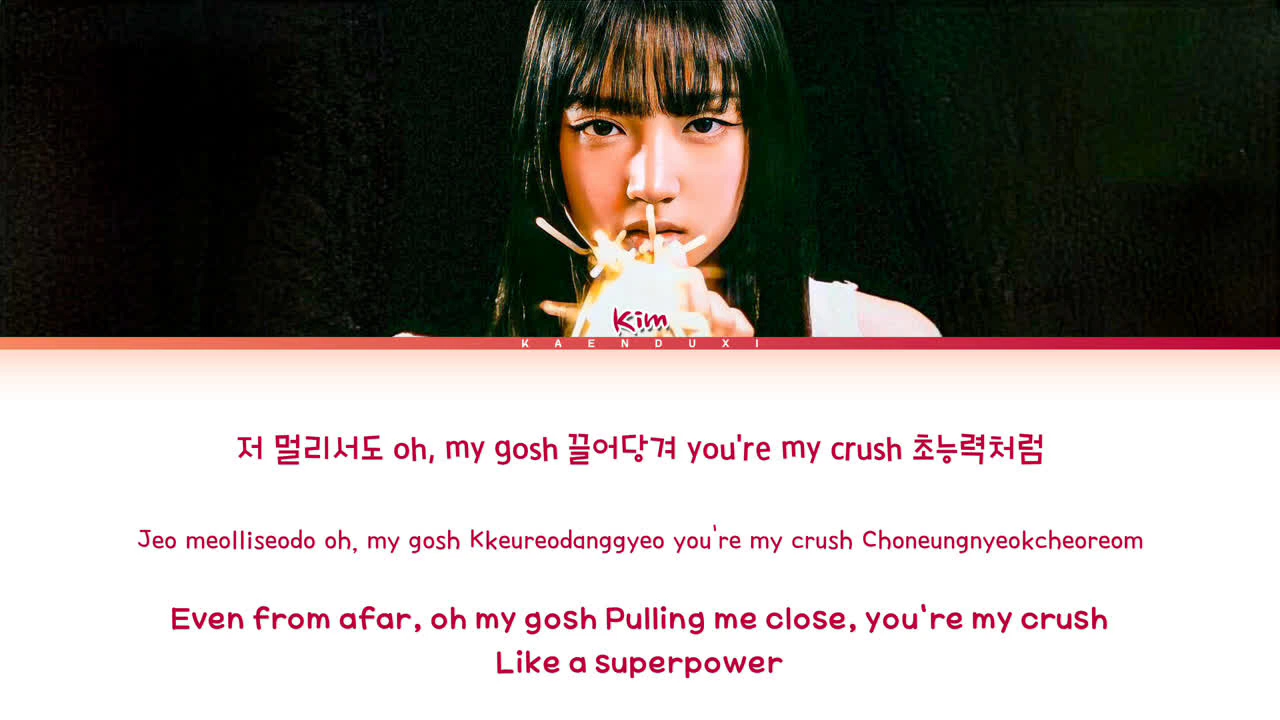 Kim
KAENDUXI
저 멀리서도 oh, my gosh 끌어당겨 you're my crush 초능력처럼
Jeo meolliseodo oh, my gosh Kkeureodanggyeo you're my crush Choneungnyeokcheoreom
Even from afar, oh my gosh Pulling me close, you're my crush
Like a superpower